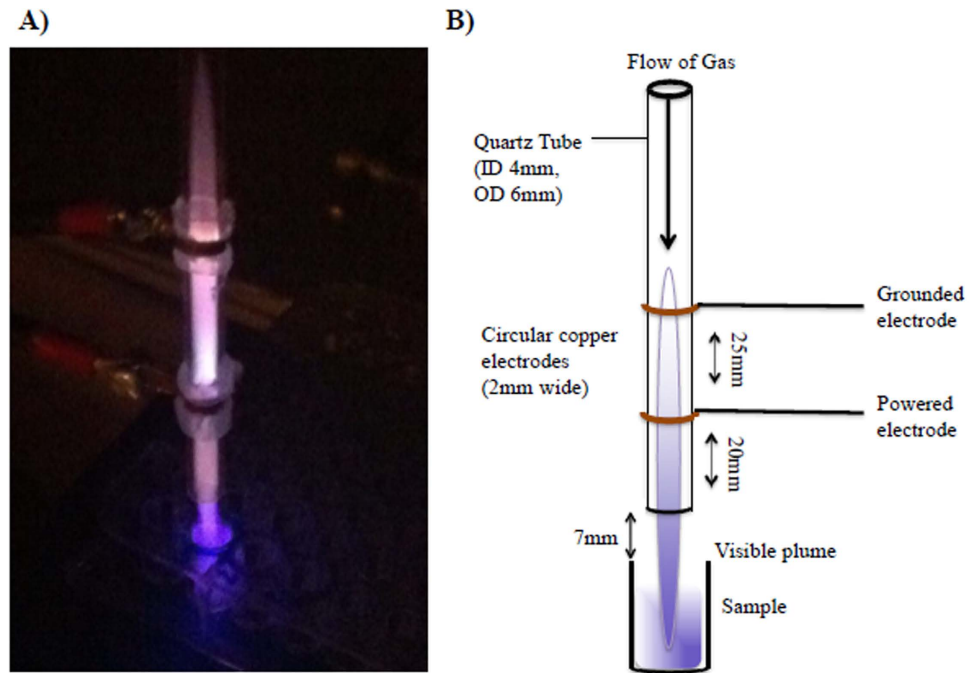 A)
B)
Flow of Gas
Quartz Tube
(ID 4mm,
OD 6mm)
Grounded
electrode
25mm
Circular copper
electrodes
(2mm wide)
Powered
electrode
20mm
7mm
Visible plume
Sample